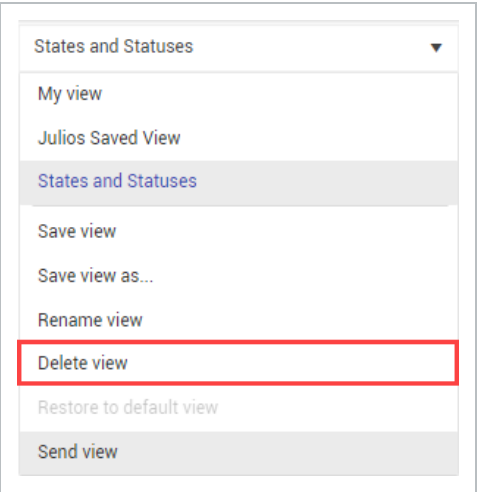 States and Statuses
My view
Julios Saved View
States and Statuses
Save view
Save view as...
Rename view
Delete view
Restore to default view
Send view